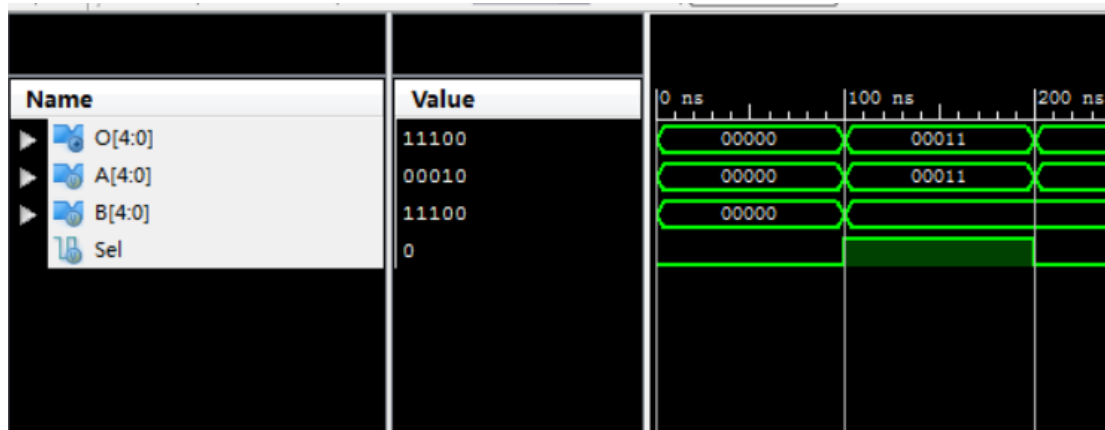 Name Value 0 ns 100 ns 200 ns
O[4:0] 11100 00000 00011
A[4:0] 00010 00000 00011
B[4:0] 11100 00000
Sel 0